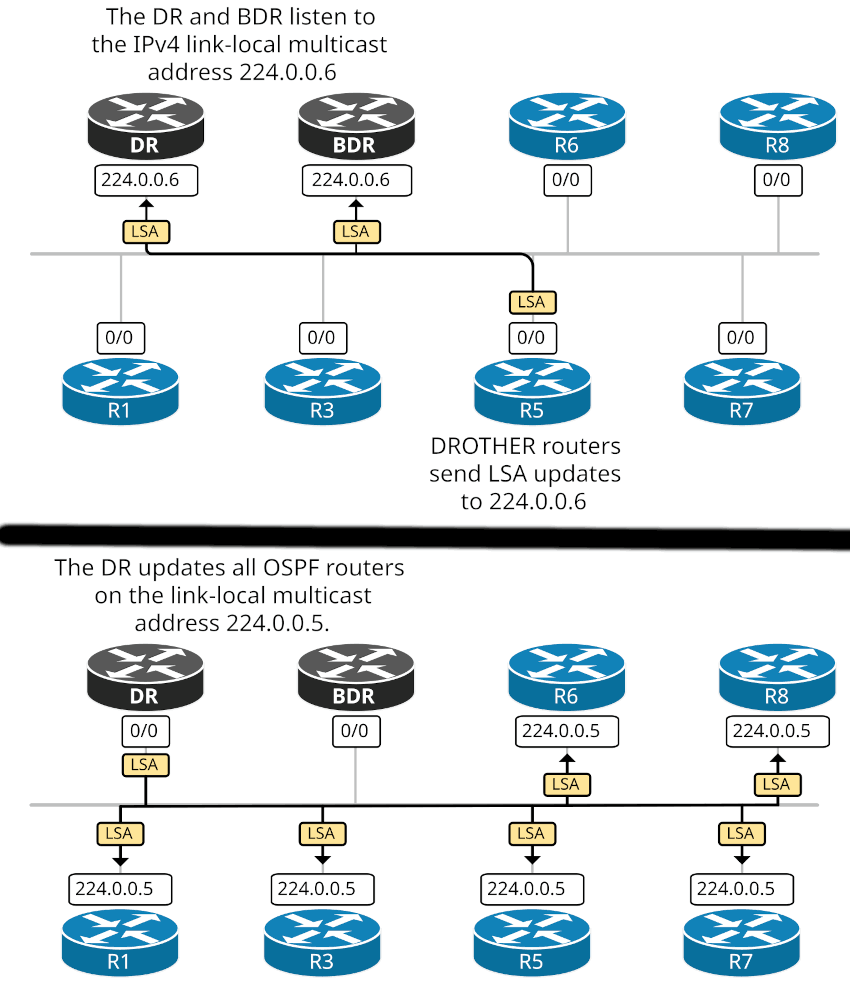 The DR and BDR listen to
the IPv4 link-local multicast
address 224.0.0.6
DR
BDR
R6
R8
224.0.0.6
224.0.0.6
0/0
0/0
LSA
LSA
LSA
0/0
0/0
0/0
0/0
R1
R3
R5
R7
DROTHER routers
send LSA updates
to 224.0.0.6
The DR updates all OSPF routers
on the link-local multicast
address 224.0.0.5.
DR
BDR
R6
R8
0/0
0/0
224.0.0.5
224.0.0.5
LSA
LSA
LSA
LSA
LSA
LSA
LSA
224.0.0.5
224.0.0.5
224.0.0.5
224.0.0.5
R1
R3
R5
R7